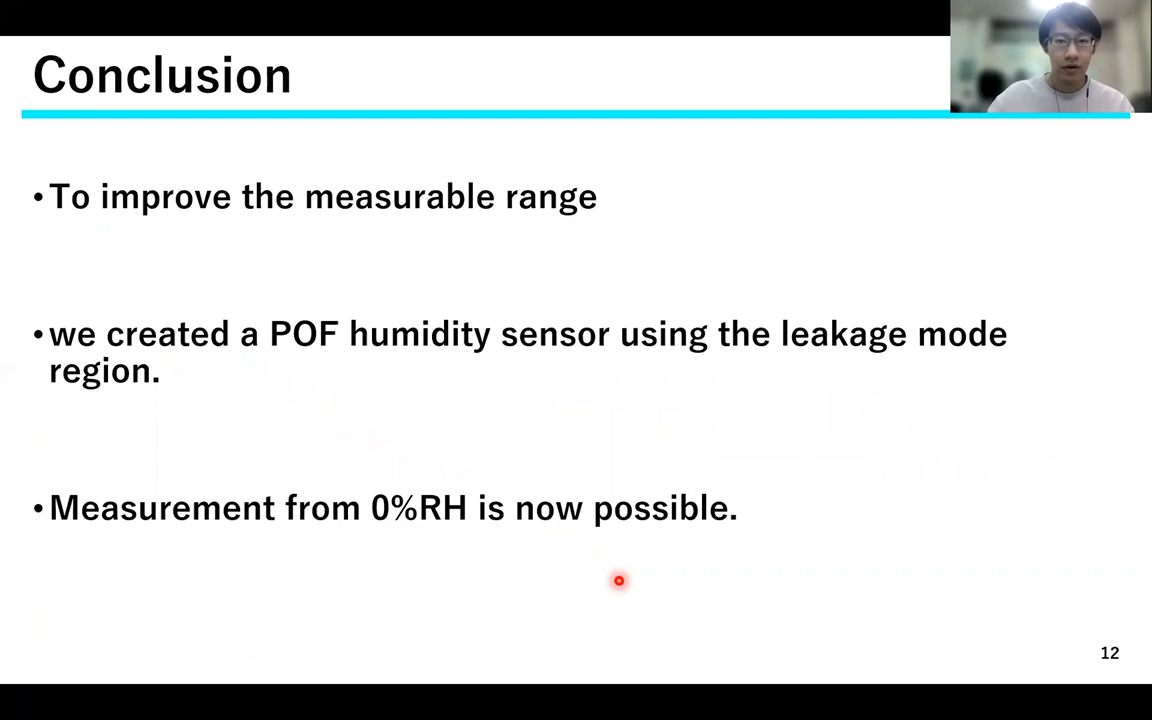 Conclusion
•To improve the measurable range
•we created a POF humidity sensor using the leakage mode
region.
•Measurement from 0%RH is now possible.
12